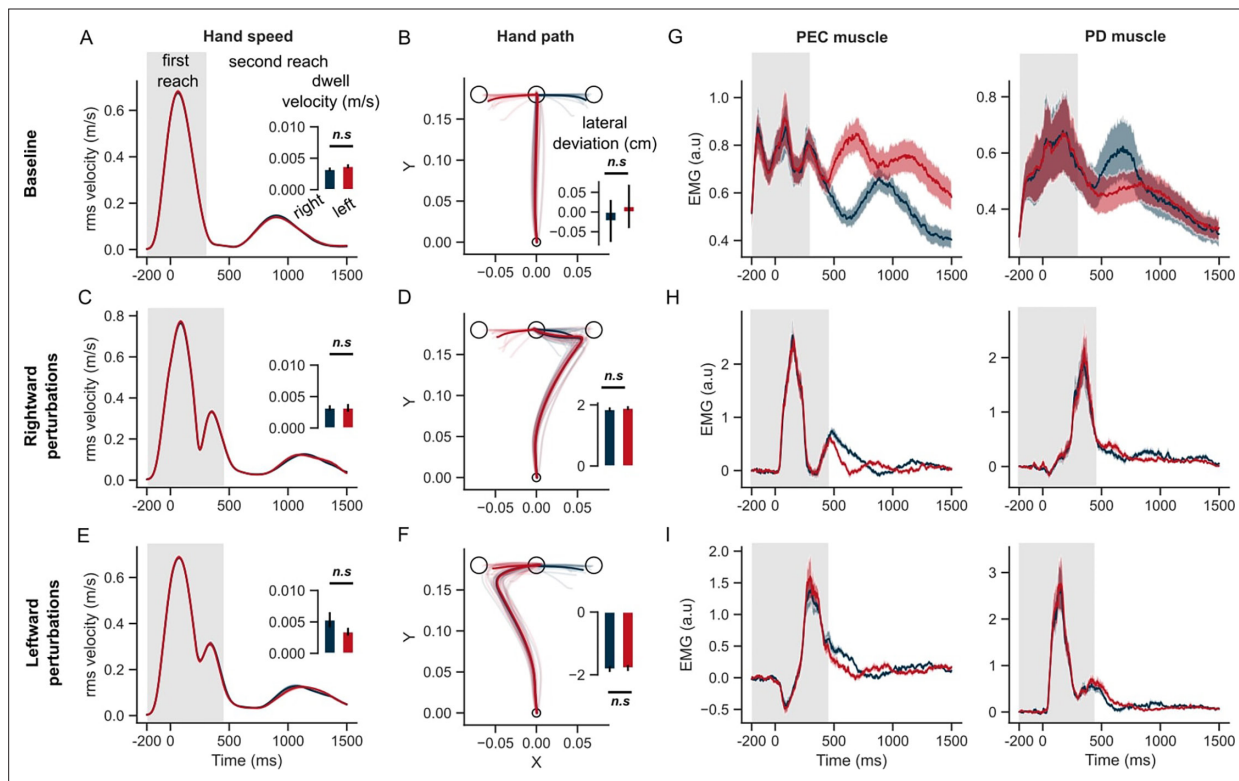 A
Hand speed
first
reach
second reach
dwell
velocity (m/s)
0.010
0.005
0.000
n.s
right
left
rms velocity (m/s)
0.6
0.4
0.2
0.0
-200 0 500 1000 1500
Baseline
B
Hand path
0.15
0.10
0.05
0.00
Y
−0.05 0.00 0.05
lateral
deviation (cm)
n.s
0.05
0.00
−0.05
G
PEC muscle
EMG (a.u)
1.0
0.8
0.6
0.4
-200 0 500 1000 1500
PD muscle
0.8
0.6
0.4
-200 0 500 1000 1500
Rightward
perturbations
C
rms velocity (m/s)
0.8
0.6
0.4
0.2
0.0
-200 0 500 1000 1500
n.s
0.010
0.005
0.000
D
Y
0.15
0.10
0.05
0.00
−0.05 0.00 0.05
n.s
2
0
H
EMG (a.u)
2
1
0
-200 0 500 1000 1500
2
1
0
-200 0 500 1000 1500
Leftward
perturbations
E
rms velocity (m/s)
0.6
0.4
0.2
0.0
-200 0 500 1000 1500
Time (ms)
n.s
0.010
0.005
0.000
F
Y
0.15
0.10
0.05
0.00
−0.05 0.00 0.05
X
0
−2
n.s
I
EMG (a.u)
2.0
1.5
1.0
0.5
0.0
−0.5
-200 0 500 1000 1500
Time (ms)
3
2
1
0
-200 0 500 1000 1500
Time (ms)